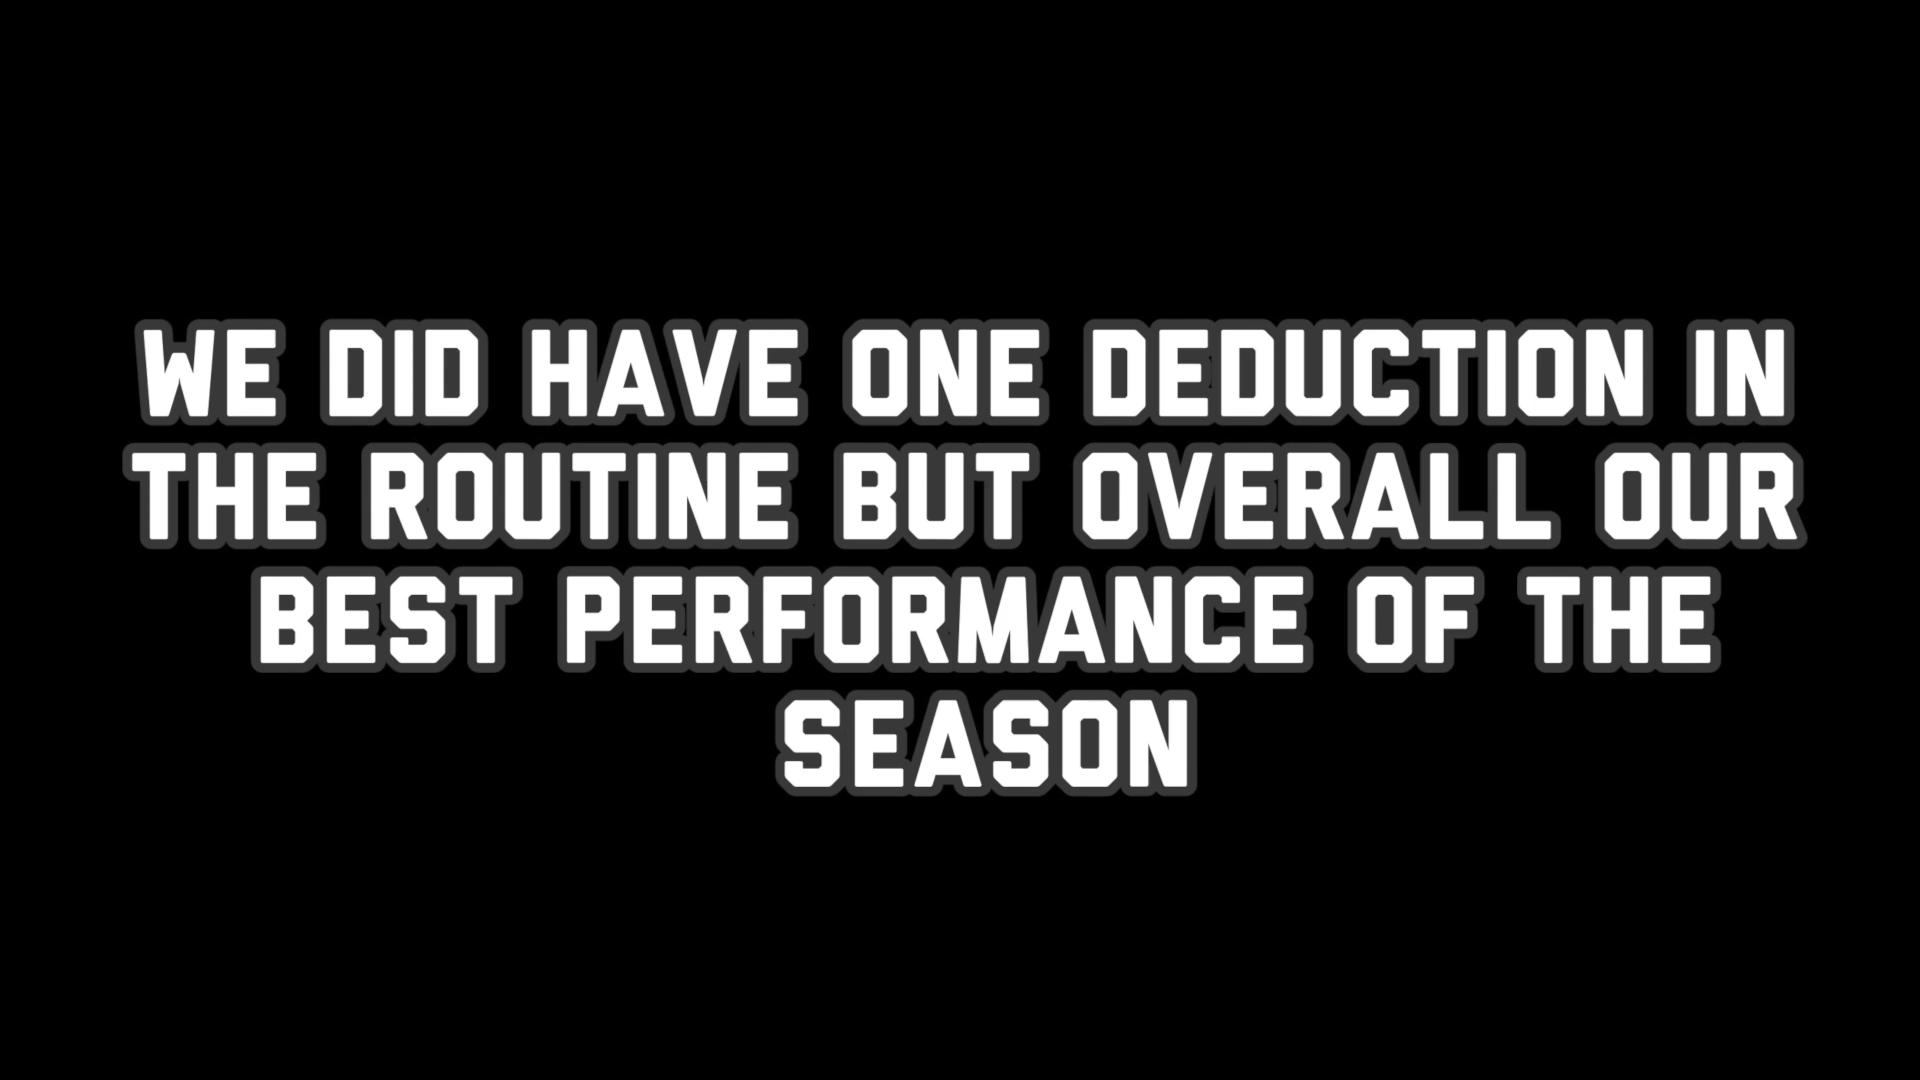 WE DID HAVE ONE DEDUCTION IN
THE ROUTINE BUT OVERALL OUR
BEST PERFORMANCE OF THE
SEASON